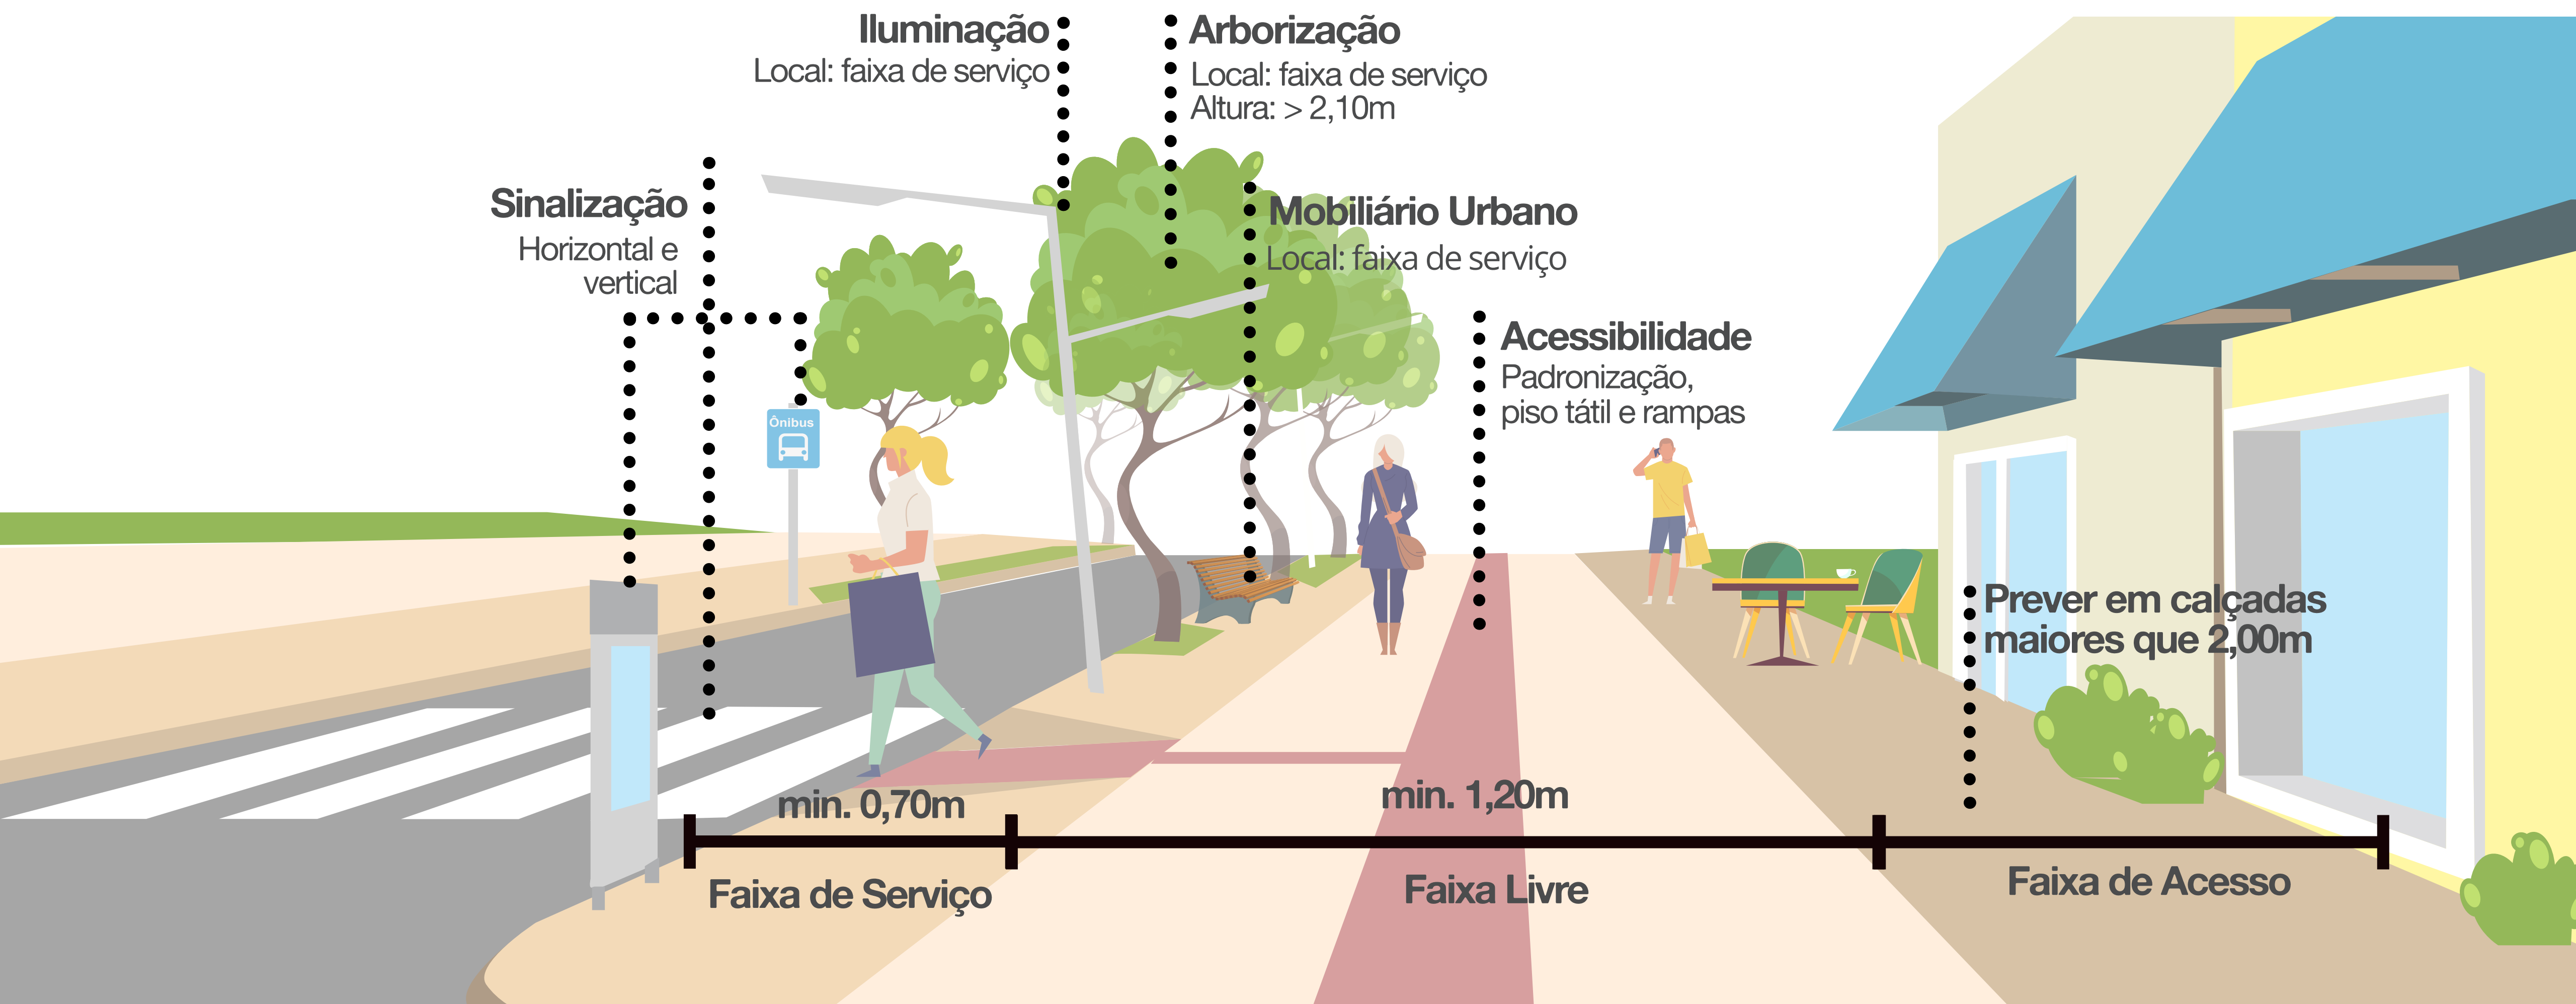 Iluminação
Local: faixa de serviço
Arborização
Local: faixa de serviço
Altura: > 2,10m
Sinalização
Horizontal e
vertical
Mobiliário Urbano
Local: faixa de serviço
Acessibilidade
Padronização,
piso tátil e rampas
Ônibus
Prever em calçadas
maiores que 2,00m
min. 0,70m
min. 1,20m
Faixa de Serviço
Faixa Livre
Faixa de Acesso